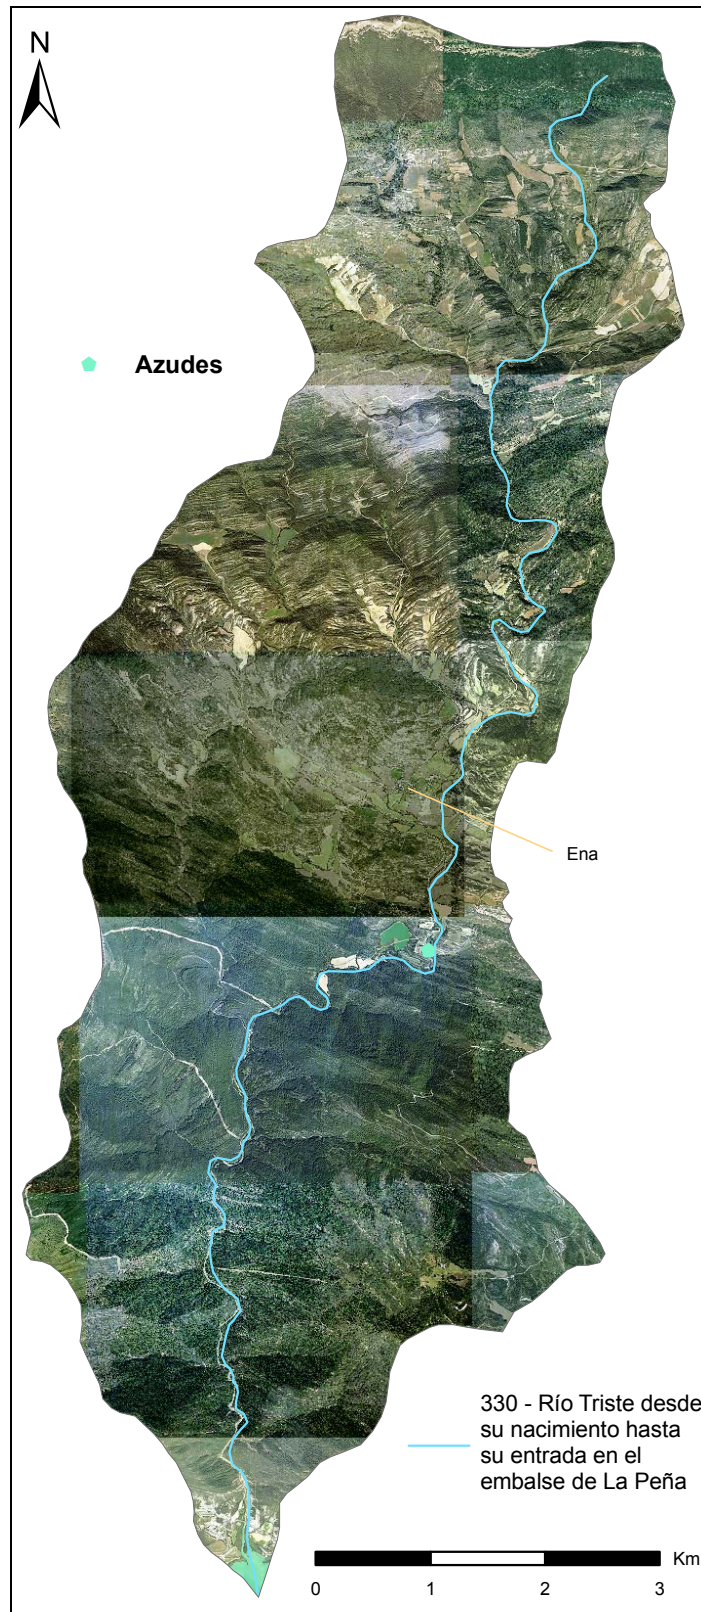 N
Azudes
Ena
330 - Río Triste desde
su nacimiento hasta
su entrada en el
embalse de La Peña
Km
0 1 2 3